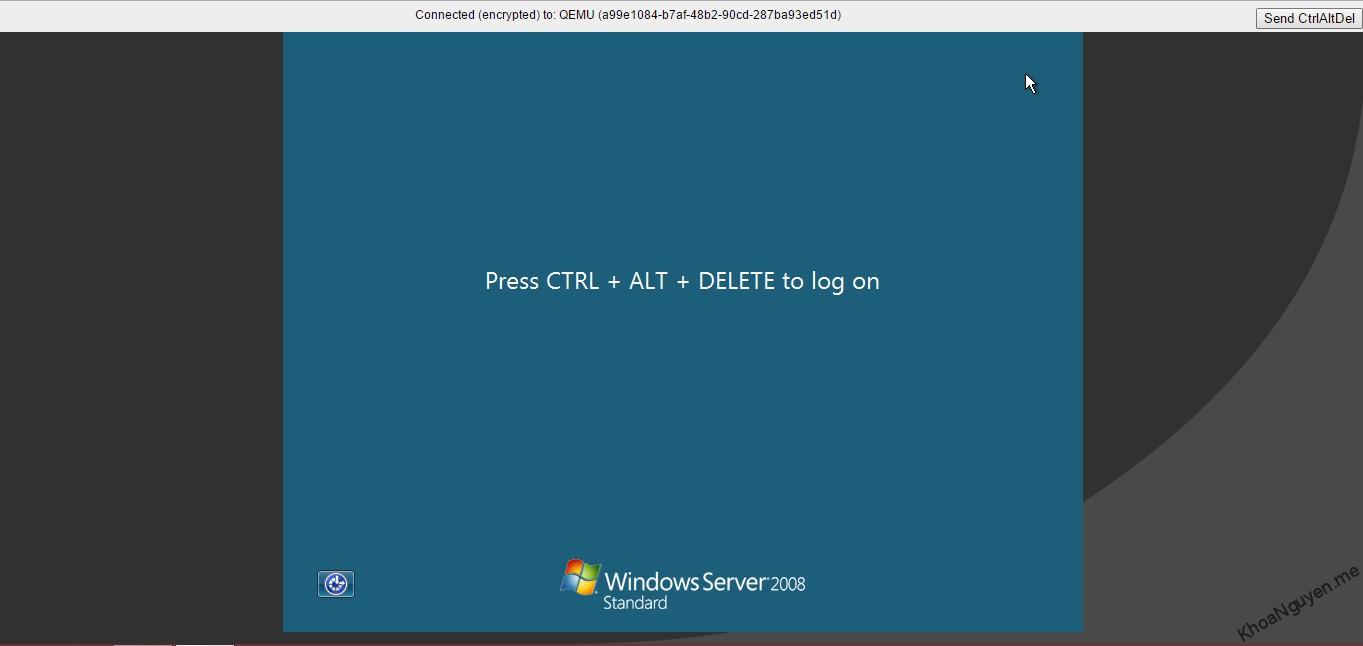 Connected (encrypted) to: QEMU (a99e1084-b7af-48b2-90cd-287ba93ed51d)
Send CtrlAltDel
Press CTRL + ALT + DELETE to log on
Windows Server 2008
Standard
KhoaNguyen.me